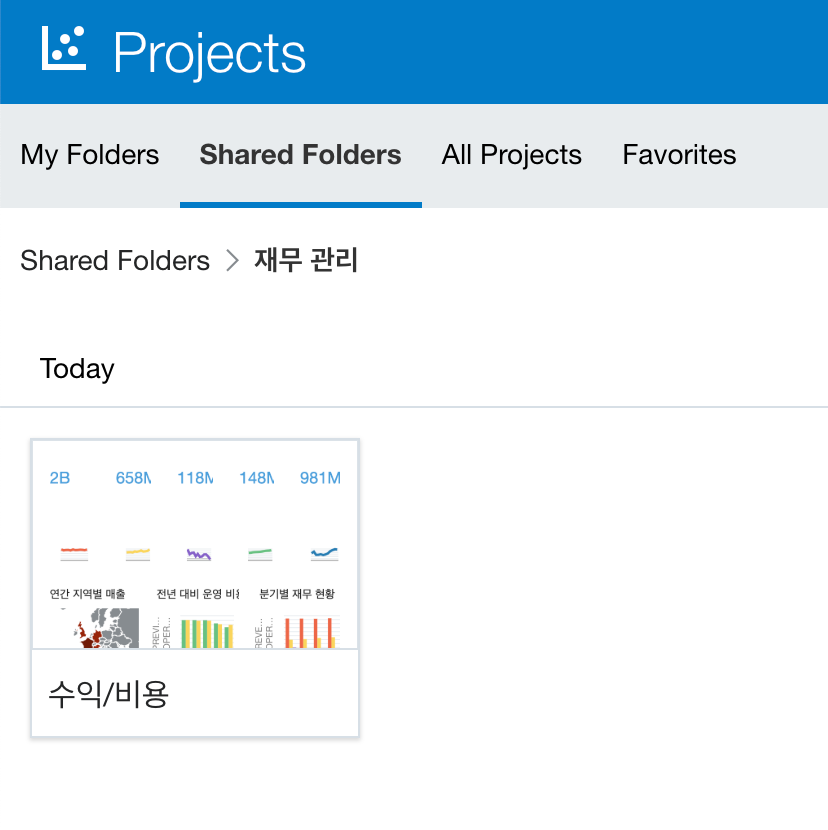 Projects
My Folders Shared Folders All Projects Favorites
Shared Folders > 재무 관리
Today
2B 658M 118M 148M 981M
연간 지역별 매출 전년 대비 운영 비용 분기별 재무 현황
PREVI... OPER... REVE... OPER...
수익/비용